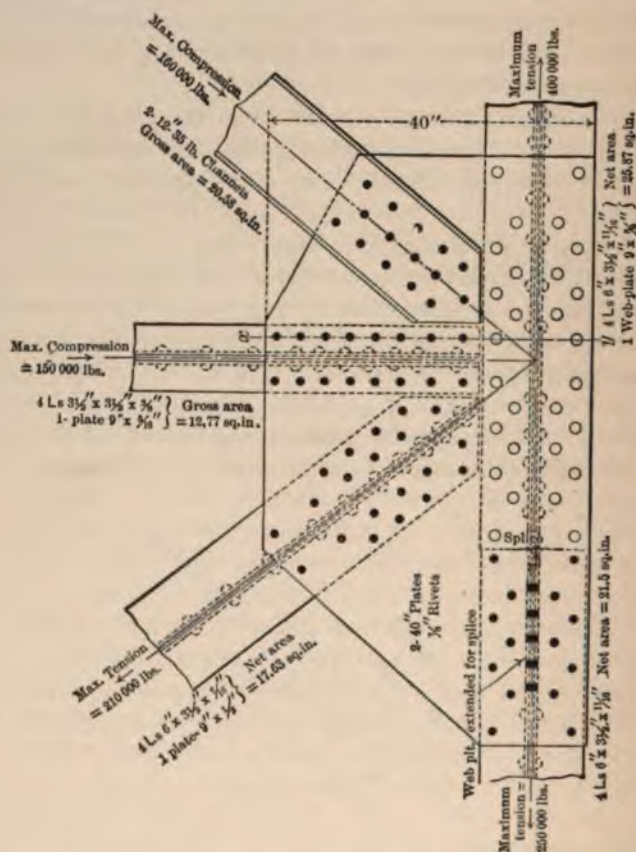 Max. Compression
= 160 000 lbs.
2- 12-″ 35 lb. Channels
Gross area = 20.58 sq.in.
40″
Maximum
tension
400 000 lbs.
4 Ls 6″ x 3½″ x 11/16″ } Net area
1 Web-plate 9″ x ⅝″ } = 25.87 sq.in.
x
y
Max. Compression
= 150 000 lbs.
4 Ls 3½″ x 3½″ x ⅜″ } Gross area
1- plate 9″ x 5/16″ } = 12.77 sq.in.
Max. Tension
= 210 000 lbs.
4 Ls 6″ x 3½″ x 7/16″ } Net area
1 plate- 9″ x ½″ } = 17.63 sq.in.
2- 40″ Plates
⅞″ Rivets
Splice
Web plt. extended for splice
4 Ls 6″ x 3½″ x 11/16″ Net area = 21.5 sq.in.
Maximum
tension =
250 000 lbs.